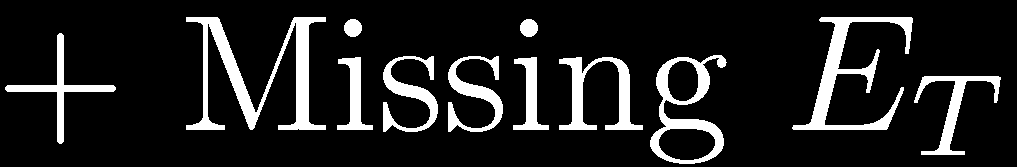 + Missing E_T